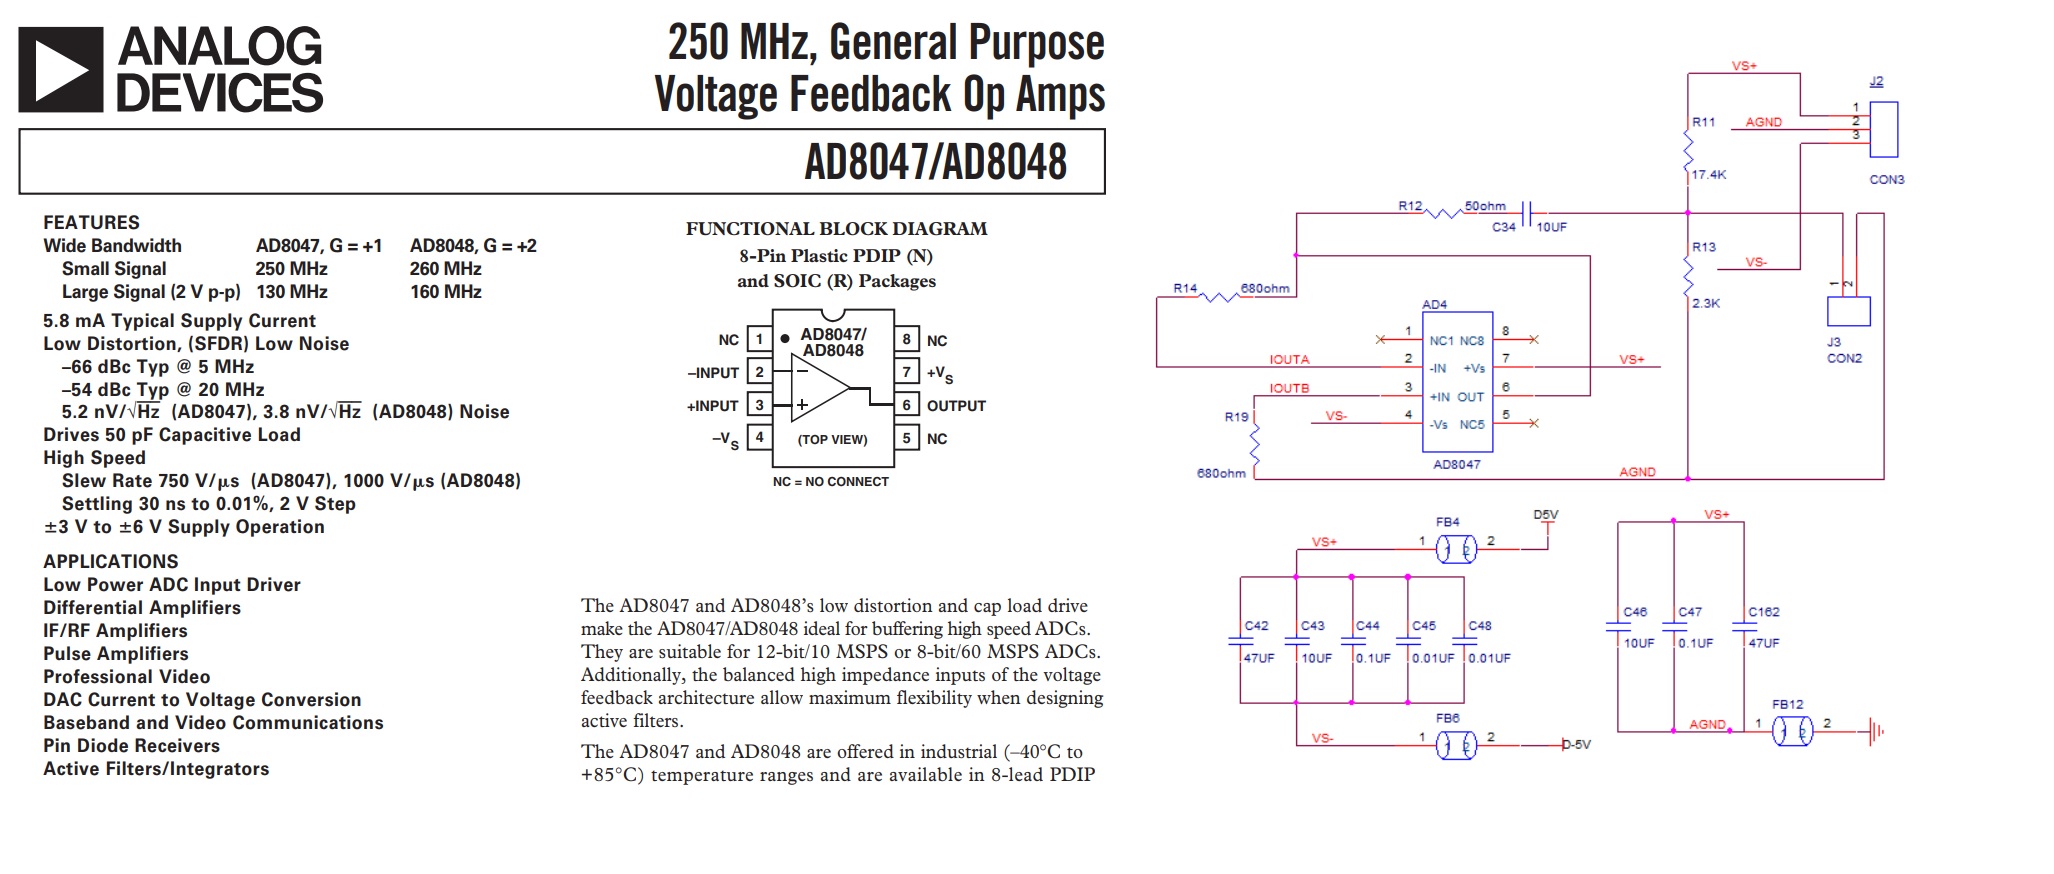 ANALOG
DEVICES
250 MHz, General Purpose
Voltage Feedback Op Amps
AD8047/AD8048
FEATURES
Wide Bandwidth AD8047, G = +1 AD8048, G = +2
Small Signal 250 MHz 260 MHz
Large Signal (2 V p-p) 130 MHz 160 MHz
5.8 mA Typical Supply Current
Low Distortion, (SFDR) Low Noise
–66 dBc Typ @ 5 MHz
–54 dBc Typ @ 20 MHz
5.2 nV/√Hz (AD8047), 3.8 nV/√Hz (AD8048) Noise
Drives 50 pF Capacitive Load
High Speed
Slew Rate 750 V/μs (AD8047), 1000 V/μs (AD8048)
Settling 30 ns to 0.01%, 2 V Step
±3 V to ±6 V Supply Operation
APPLICATIONS
Low Power ADC Input Driver
Differential Amplifiers
IF/RF Amplifiers
Pulse Amplifiers
Professional Video
DAC Current to Voltage Conversion
Baseband and Video Communications
Pin Diode Receivers
Active Filters/Integrators
FUNCTIONAL BLOCK DIAGRAM
8-Pin Plastic PDIP (N)
and SOIC (R) Packages
NC 1 AD8047/ 8 NC
AD8048
–INPUT 2 − 7 +VS
+INPUT 3 + 6 OUTPUT
–VS 4 (TOP VIEW) 5 NC
NC = NO CONNECT
The AD8047 and AD8048's low distortion and cap load drive
make the AD8047/AD8048 ideal for buffering high speed ADCs.
They are suitable for 12-bit/10 MSPS or 8-bit/60 MSPS ADCs.
Additionally, the balanced high impedance inputs of the voltage
feedback architecture allow maximum flexibility when designing
active filters.
The AD8047 and AD8048 are offered in industrial (–40°C to
+85°C) temperature ranges and are available in 8-lead PDIP
VS+
J2
1
R11 AGND 2
3
17.4K
CON3
R12 50ohm
C34 10UF
R13
VS-
R14 680ohm
2.3K
1 2
J3
CON2
AD4
1 NC1 NC8 8
IOUTA 2 -IN +Vs 7 VS+
IOUTB 3 +IN OUT 6
R19 VS- 4 -Vs NC5 5
AD8047
680ohm
AGND
D5V
FB4
VS+ 1 1 2 2
C42 C43 C44 C45 C48
47UF 10UF 0.1UF 0.01UF 0.01UF
FB6
VS- 1 1 2 2 D-5V
VS+
C46 C47 C162
10UF 0.1UF 47UF
FB12
AGND 1 1 2 2